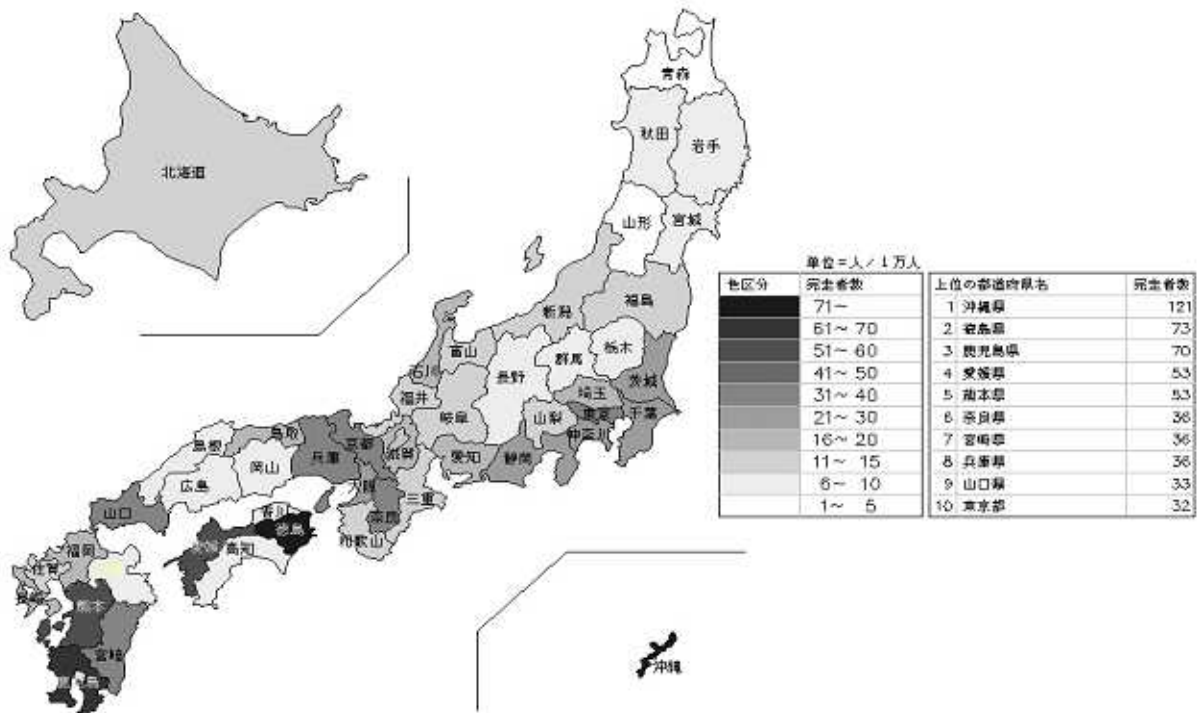 青森
秋田
岩手
北海道
山形
宮城
新潟
福島
富山
石川
群馬
栃木
長野
福井
岐阜
埼玉
茨城
東京
千葉
山梨
神奈川
鳥取
京都
島根
兵庫
滋賀
愛知
静岡
岡山
広島
大阪
三重
奈良
山口
香川
徳島
和歌山
高知
福岡
佐賀
長崎
熊本
宮崎
沖縄
単位=人/1万人
色区分 完走者数
71~
61~ 70
51~ 60
41~ 50
31~ 40
21~ 30
16~ 20
11~ 15
6~ 10
1~ 5
上位の都道府県名 完走者数
1 沖縄県 121
2 徳島県 73
3 鹿児島県 70
4 愛媛県 53
5 熊本県 53
6 奈良県 36
7 宮崎県 36
8 兵庫県 36
9 山口県 33
10 東京都 32